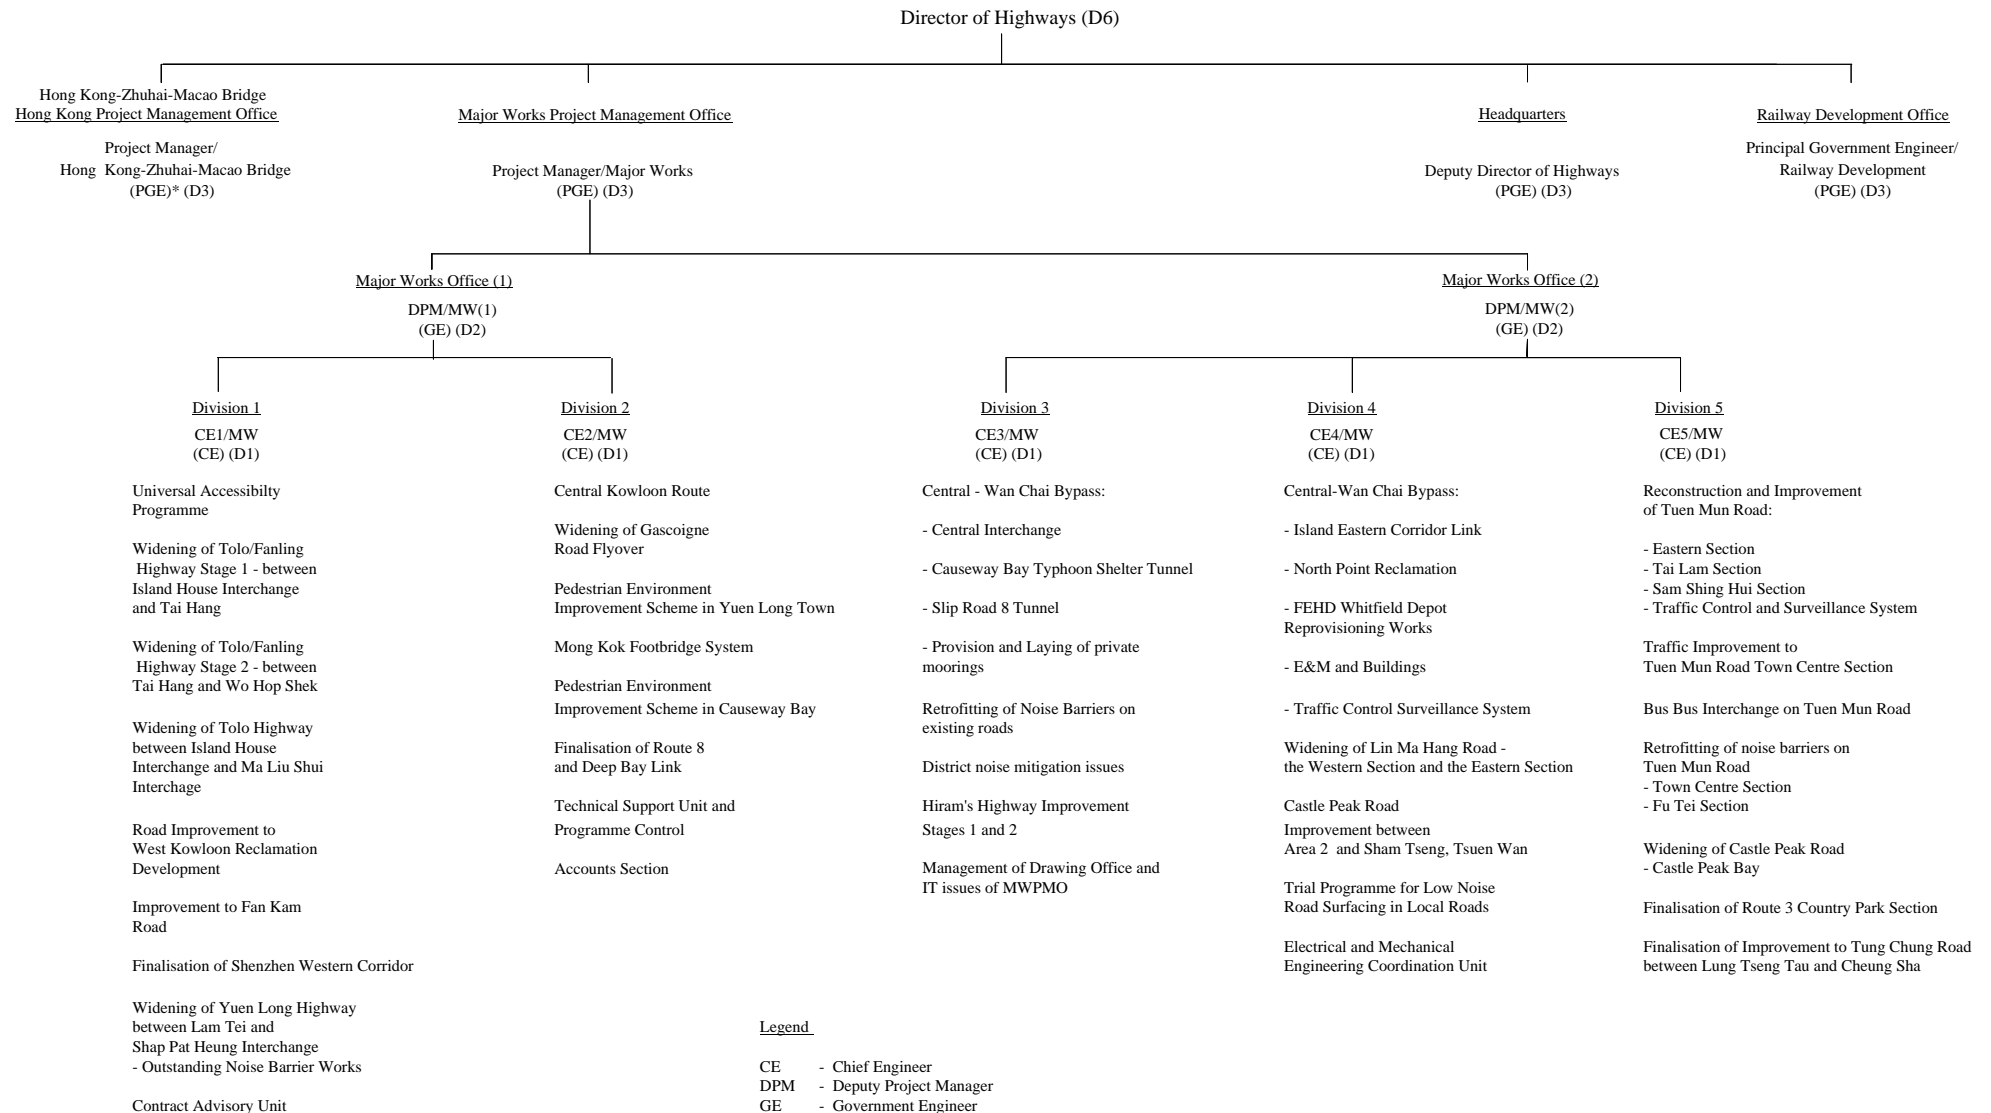 Director of Highways (D6)
Hong Kong-Zhuhai-Macao Bridge
Hong Kong Project Management Office
Project Manager/
Hong Kong-Zhuhai-Macao Bridge
(PGE)* (D3)
Major Works Project Management Office
Project Manager/Major Works
(PGE) (D3)
Headquarters
Deputy Director of Highways
(PGE) (D3)
Railway Development Office
Principal Government Engineer/
Railway Development
(PGE) (D3)
Major Works Office (1)
DPM/MW(1)
(GE) (D2)
Major Works Office (2)
DPM/MW(2)
(GE) (D2)
Division 1
CE1/MW
(CE) (D1)
Universal Accessibilty
Programme
Widening of Tolo/Fanling
Highway Stage 1 - between
Island House Interchange
and Tai Hang
Widening of Tolo/Fanling
Highway Stage 2 - between
Tai Hang and Wo Hop Shek
Widening of Tolo Highway
between Island House
Interchange and Ma Liu Shui
Interchage
Road Improvement to
West Kowloon Reclamation
Development
Improvement to Fan Kam
Road
Finalisation of Shenzhen Western Corridor
Widening of Yuen Long Highway
between Lam Tei and
Shap Pat Heung Interchange
- Outstanding Noise Barrier Works
Contract Advisory Unit
Division 2
CE2/MW
(CE) (D1)
Central Kowloon Route
Widening of Gascoigne
Road Flyover
Pedestrian Environment
Improvement Scheme in Yuen Long Town
Mong Kok Footbridge System
Pedestrian Environment
Improvement Scheme in Causeway Bay
Finalisation of Route 8
and Deep Bay Link
Technical Support Unit and
Programme Control
Accounts Section
Division 3
CE3/MW
(CE) (D1)
Central - Wan Chai Bypass:
- Central Interchange
- Causeway Bay Typhoon Shelter Tunnel
- Slip Road 8 Tunnel
- Provision and Laying of private
moorings
Retrofitting of Noise Barriers on
existing roads
District noise mitigation issues
Hiram's Highway Improvement
Stages 1 and 2
Management of Drawing Office and
IT issues of MWPMO
Division 4
CE4/MW
(CE) (D1)
Central-Wan Chai Bypass:
- Island Eastern Corridor Link
- North Point Reclamation
- FEHD Whitfield Depot
Reprovisioning Works
- E&M and Buildings
- Traffic Control Surveillance System
Widening of Lin Ma Hang Road -
the Western Section and the Eastern Section
Castle Peak Road
Improvement between
Area 2 and Sham Tseng, Tsuen Wan
Trial Programme for Low Noise
Road Surfacing in Local Roads
Electrical and Mechanical
Engineering Coordination Unit
Division 5
CE5/MW
(CE) (D1)
Reconstruction and Improvement
of Tuen Mun Road:
- Eastern Section
- Tai Lam Section
- Sam Shing Hui Section
- Traffic Control and Surveillance System
Traffic Improvement to
Tuen Mun Road Town Centre Section
Bus Bus Interchange on Tuen Mun Road
Retrofitting of noise barriers on
Tuen Mun Road
- Town Centre Section
- Fu Tei Section
Widening of Castle Peak Road
- Castle Peak Bay
Finalisation of Route 3 Country Park Section
Finalisation of Improvement to Tung Chung Road
between Lung Tseng Tau and Cheung Sha
Legend
CE - Chief Engineer
DPM - Deputy Project Manager
GE - Government Engineer